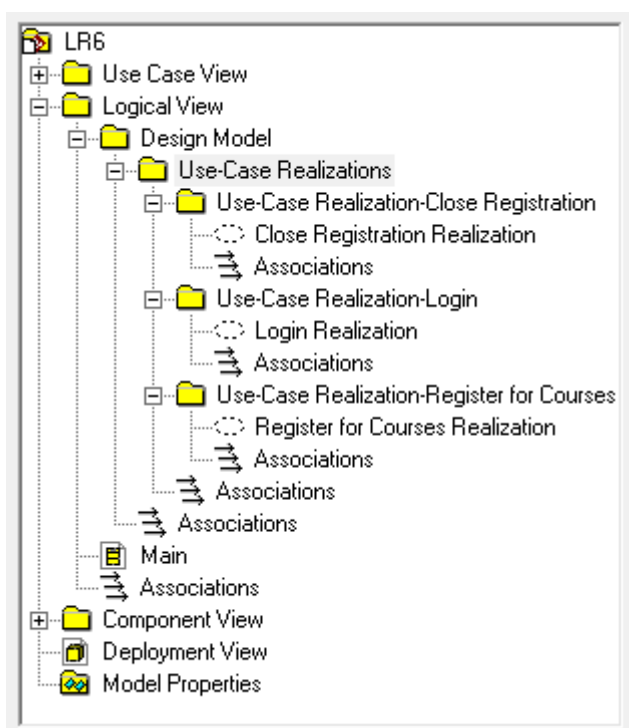 LR6
Use Case View
Logical View
Design Model
Use-Case Realizations
Use-Case Realization-Close Registration
Close Registration Realization
Associations
Use-Case Realization-Login
Login Realization
Associations
Use-Case Realization-Register for Courses
Register for Courses Realization
Associations
Associations
Associations
Main
Associations
Component View
Deployment View
Model Properties